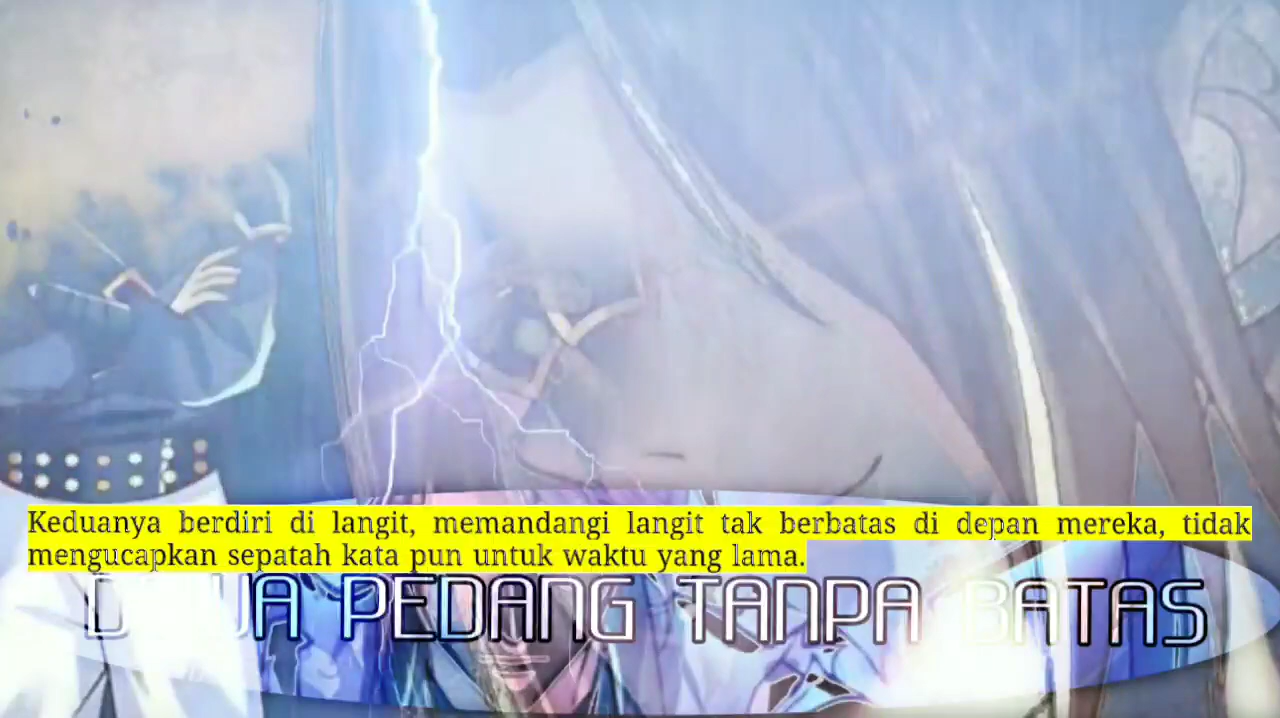 Keduanya berdiri di langit, memandangi langit tak berbatas di depan mereka, tidak
mengucapkan sepatah kata pun untuk waktu yang lama.
DEWA PEDANG TANPA BATAS